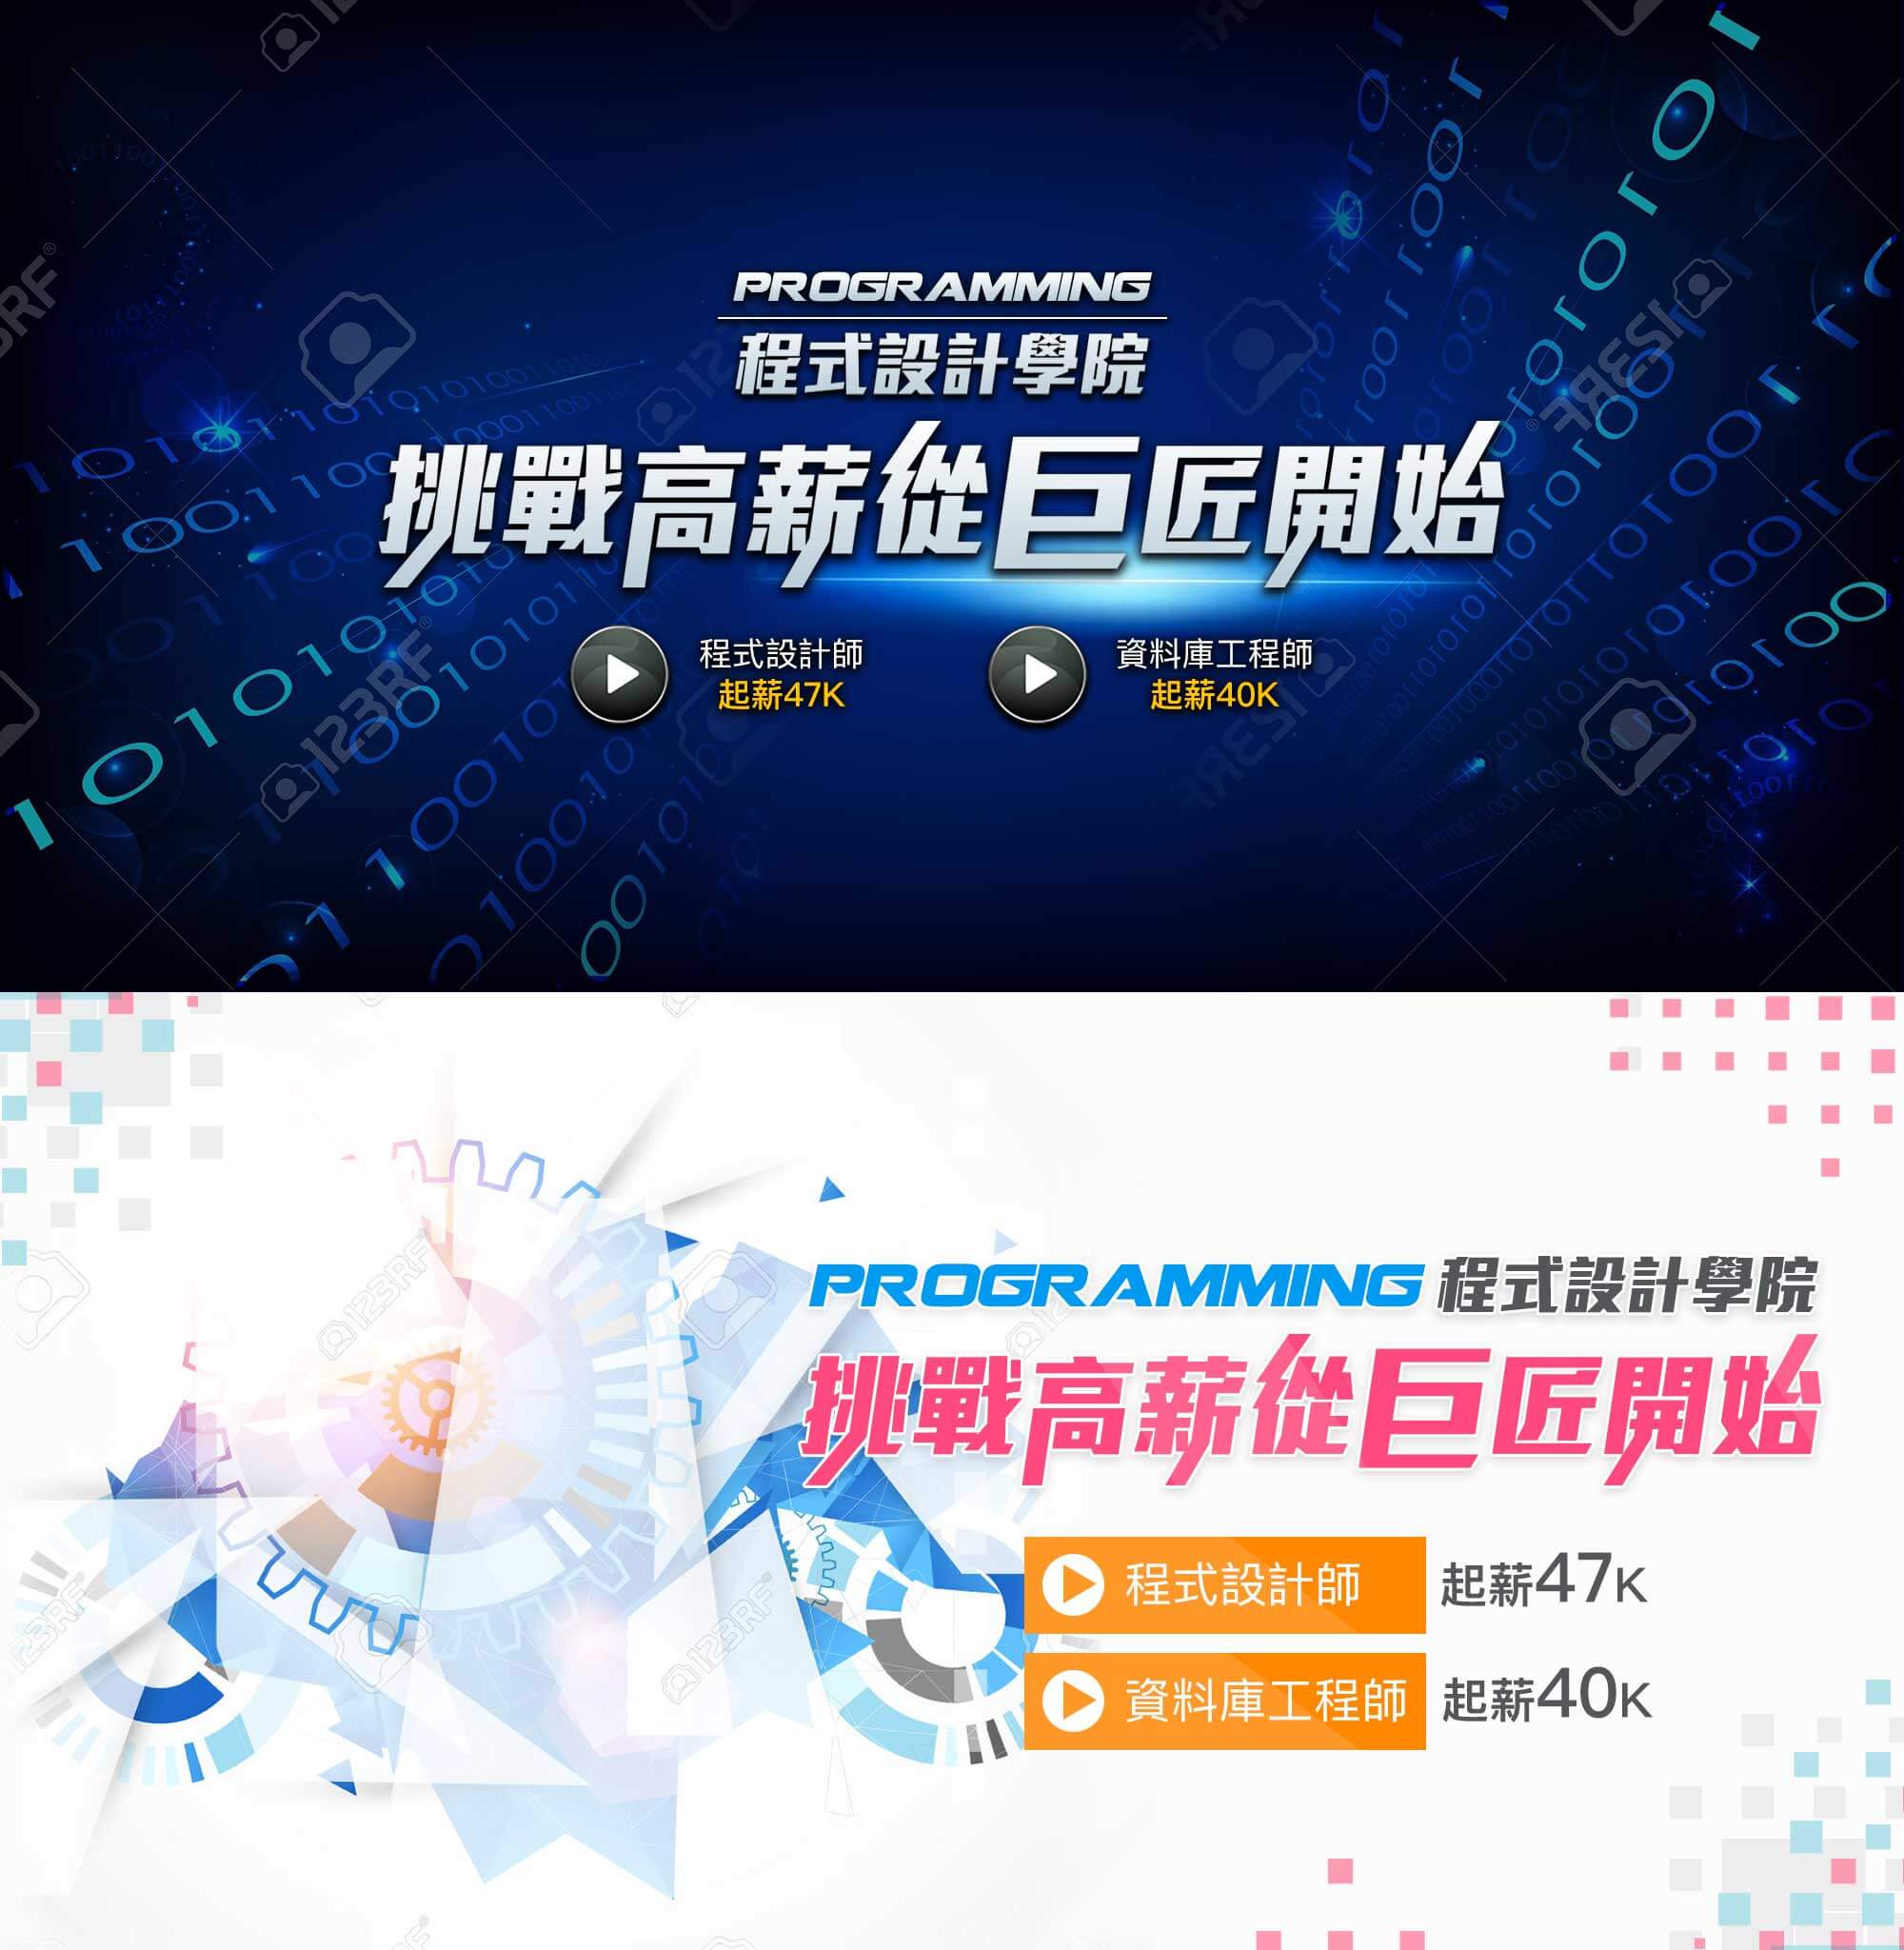 PROGRAMMING
程式設計學院
挑戰高薪從巨匠開始
程式設計師
起薪47K
資料庫工程師
起薪40K
PROGRAMMING 程式設計學院
挑戰高薪從巨匠開始
程式設計師 起薪47K
資料庫工程師 起薪40K
123RF